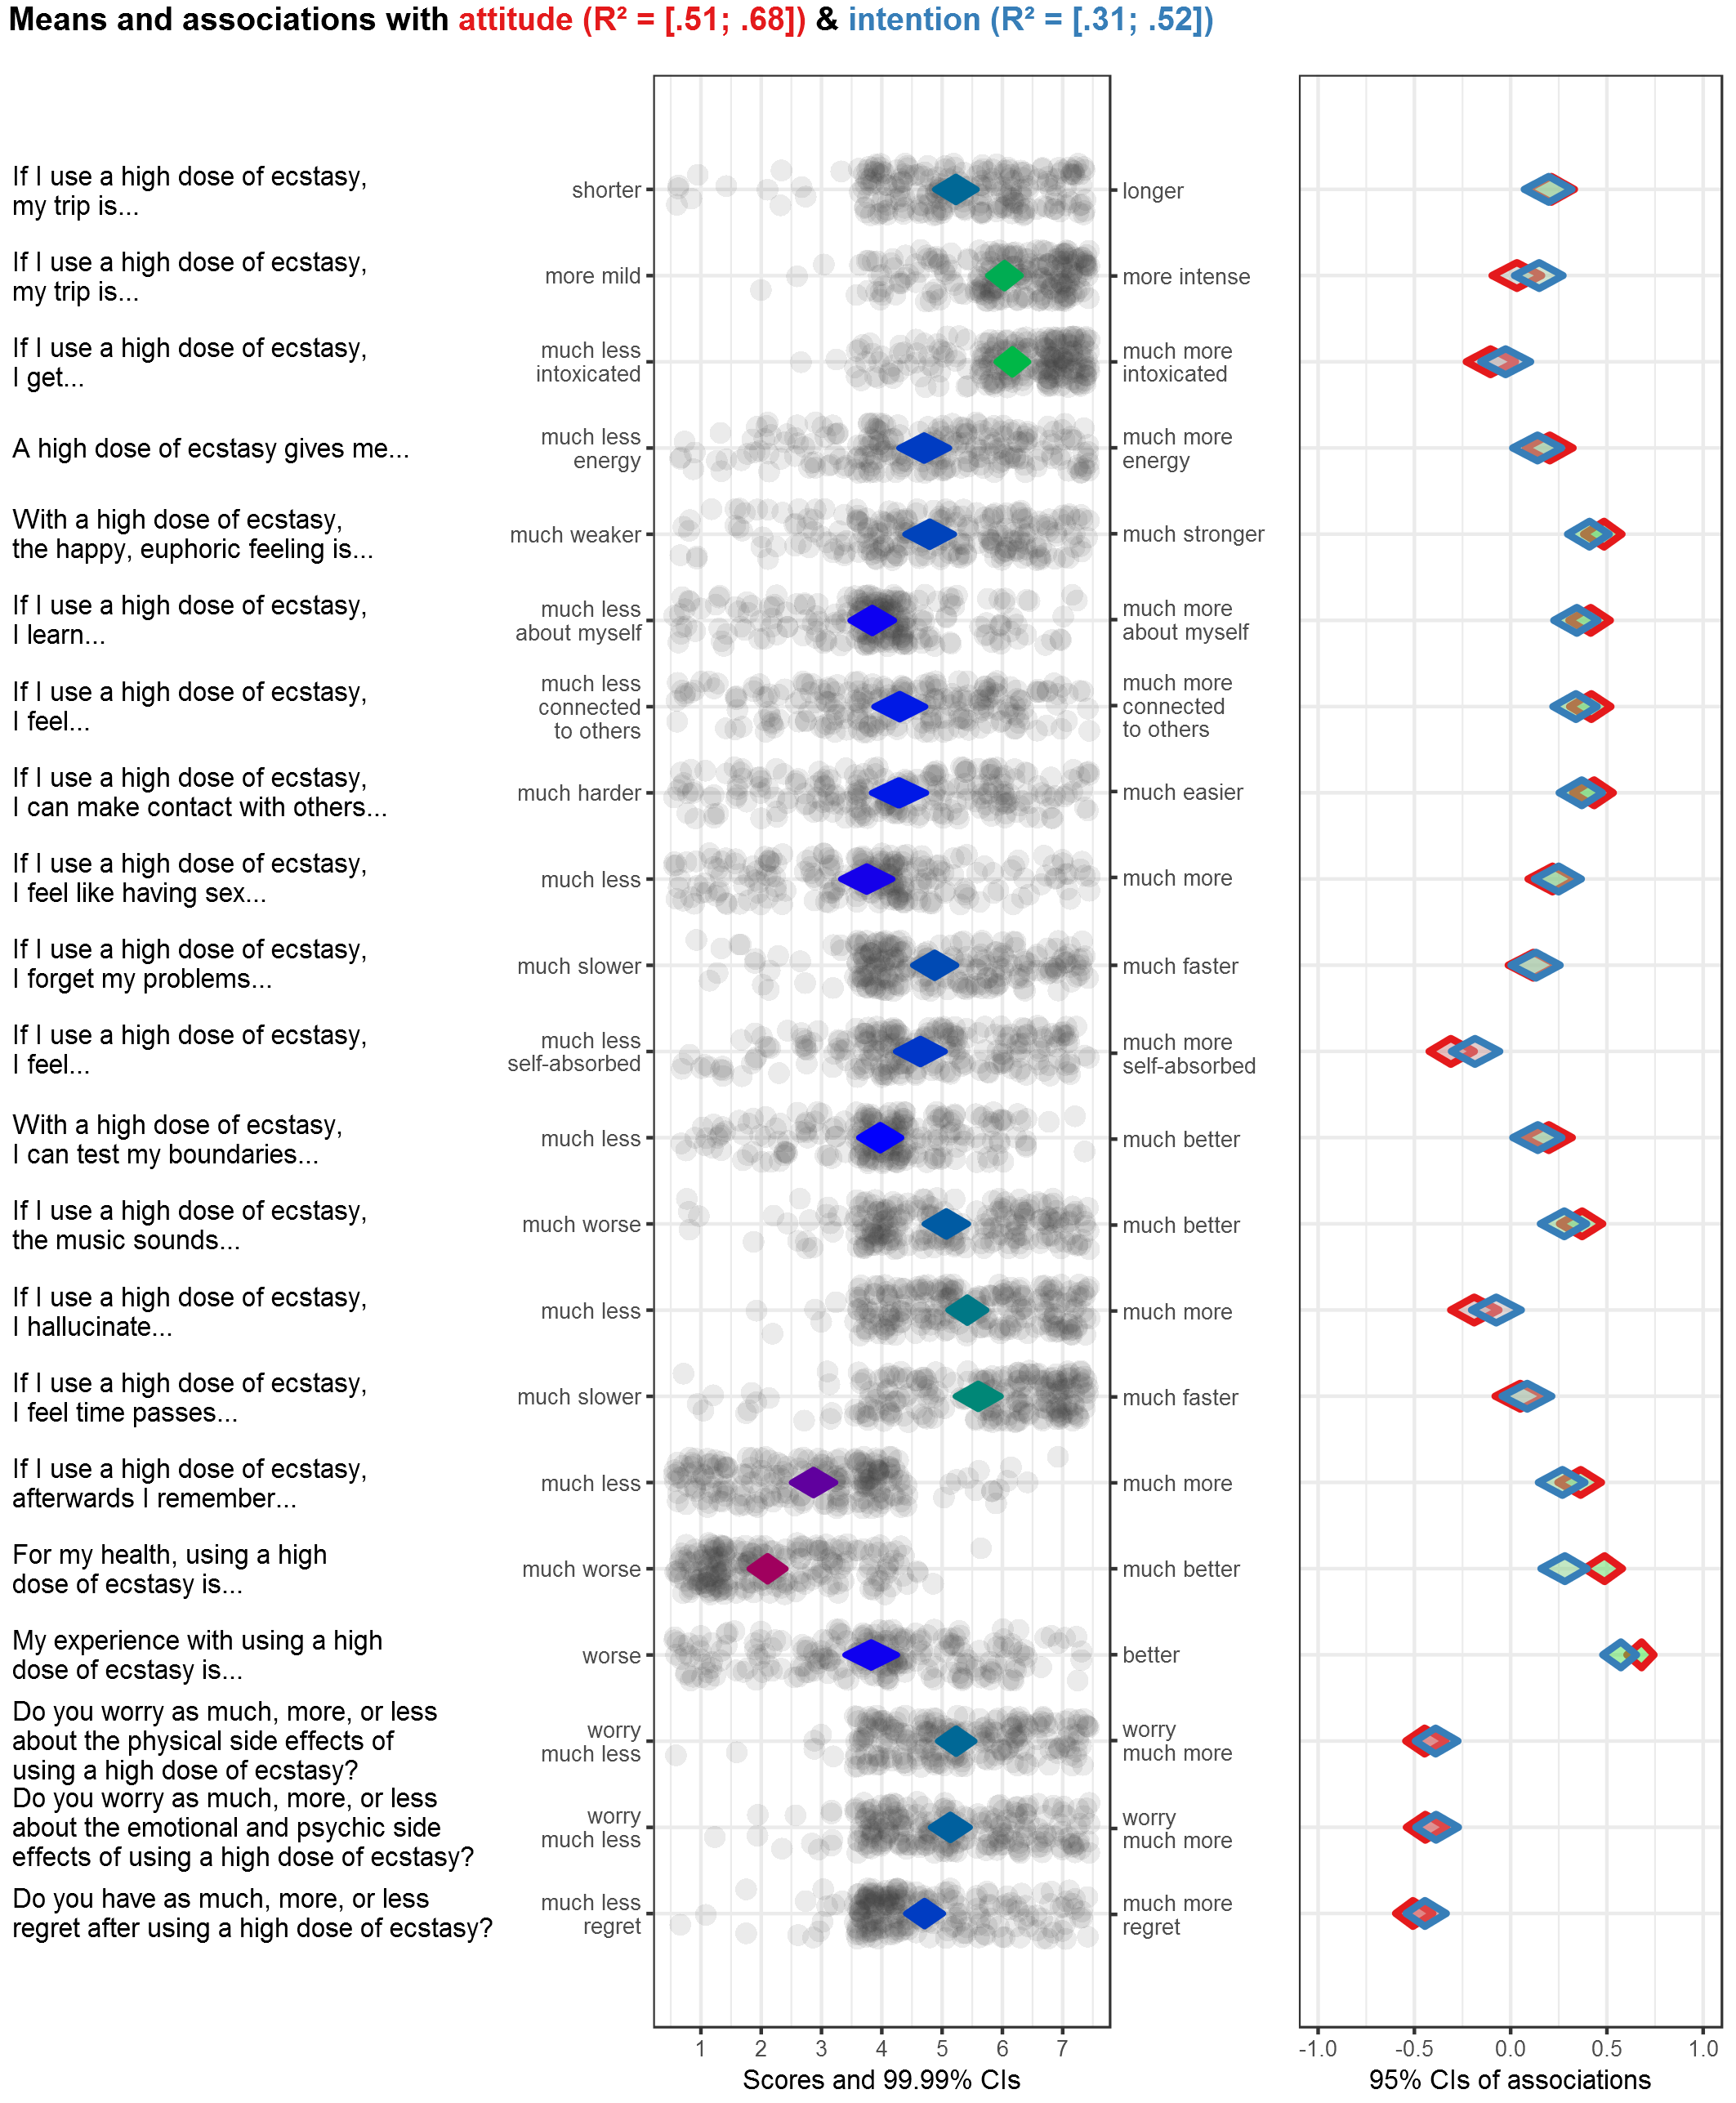 Means and associations with attitude (R² = [.51; .68]) & intention (R² = [.31; .52])
If I use a high dose of ecstasy,
my trip is...
shorter
longer
If I use a high dose of ecstasy,
my trip is...
more mild
more intense
If I use a high dose of ecstasy,
I get...
much less
intoxicated
much more
intoxicated
A high dose of ecstasy gives me...
much less
energy
much more
energy
With a high dose of ecstasy,
the happy, euphoric feeling is...
much weaker
much stronger
If I use a high dose of ecstasy,
I learn...
much less
about myself
much more
about myself
If I use a high dose of ecstasy,
I feel...
much less
connected
to others
much more
connected
to others
If I use a high dose of ecstasy,
I can make contact with others...
much harder
much easier
If I use a high dose of ecstasy,
I feel like having sex...
much less
much more
If I use a high dose of ecstasy,
I forget my problems...
much slower
much faster
If I use a high dose of ecstasy,
I feel...
much less
self-absorbed
much more
self-absorbed
With a high dose of ecstasy,
I can test my boundaries...
much less
much better
If I use a high dose of ecstasy,
the music sounds...
much worse
much better
If I use a high dose of ecstasy,
I hallucinate...
much less
much more
If I use a high dose of ecstasy,
I feel time passes...
much slower
much faster
If I use a high dose of ecstasy,
afterwards I remember...
much less
much more
For my health, using a high
dose of ecstasy is...
much worse
much better
My experience with using a high
dose of ecstasy is...
worse
better
Do you worry as much, more, or less
about the physical side effects of
using a high dose of ecstasy?
worry
much less
worry
much more
Do you worry as much, more, or less
about the emotional and psychic side
effects of using a high dose of ecstasy?
worry
much less
worry
much more
Do you have as much, more, or less
regret after using a high dose of ecstasy?
much less
regret
much more
regret
1 2 3 4 5 6 7
Scores and 99.99% CIs
-1.0 -0.5 0.0 0.5 1.0
95% CIs of associations